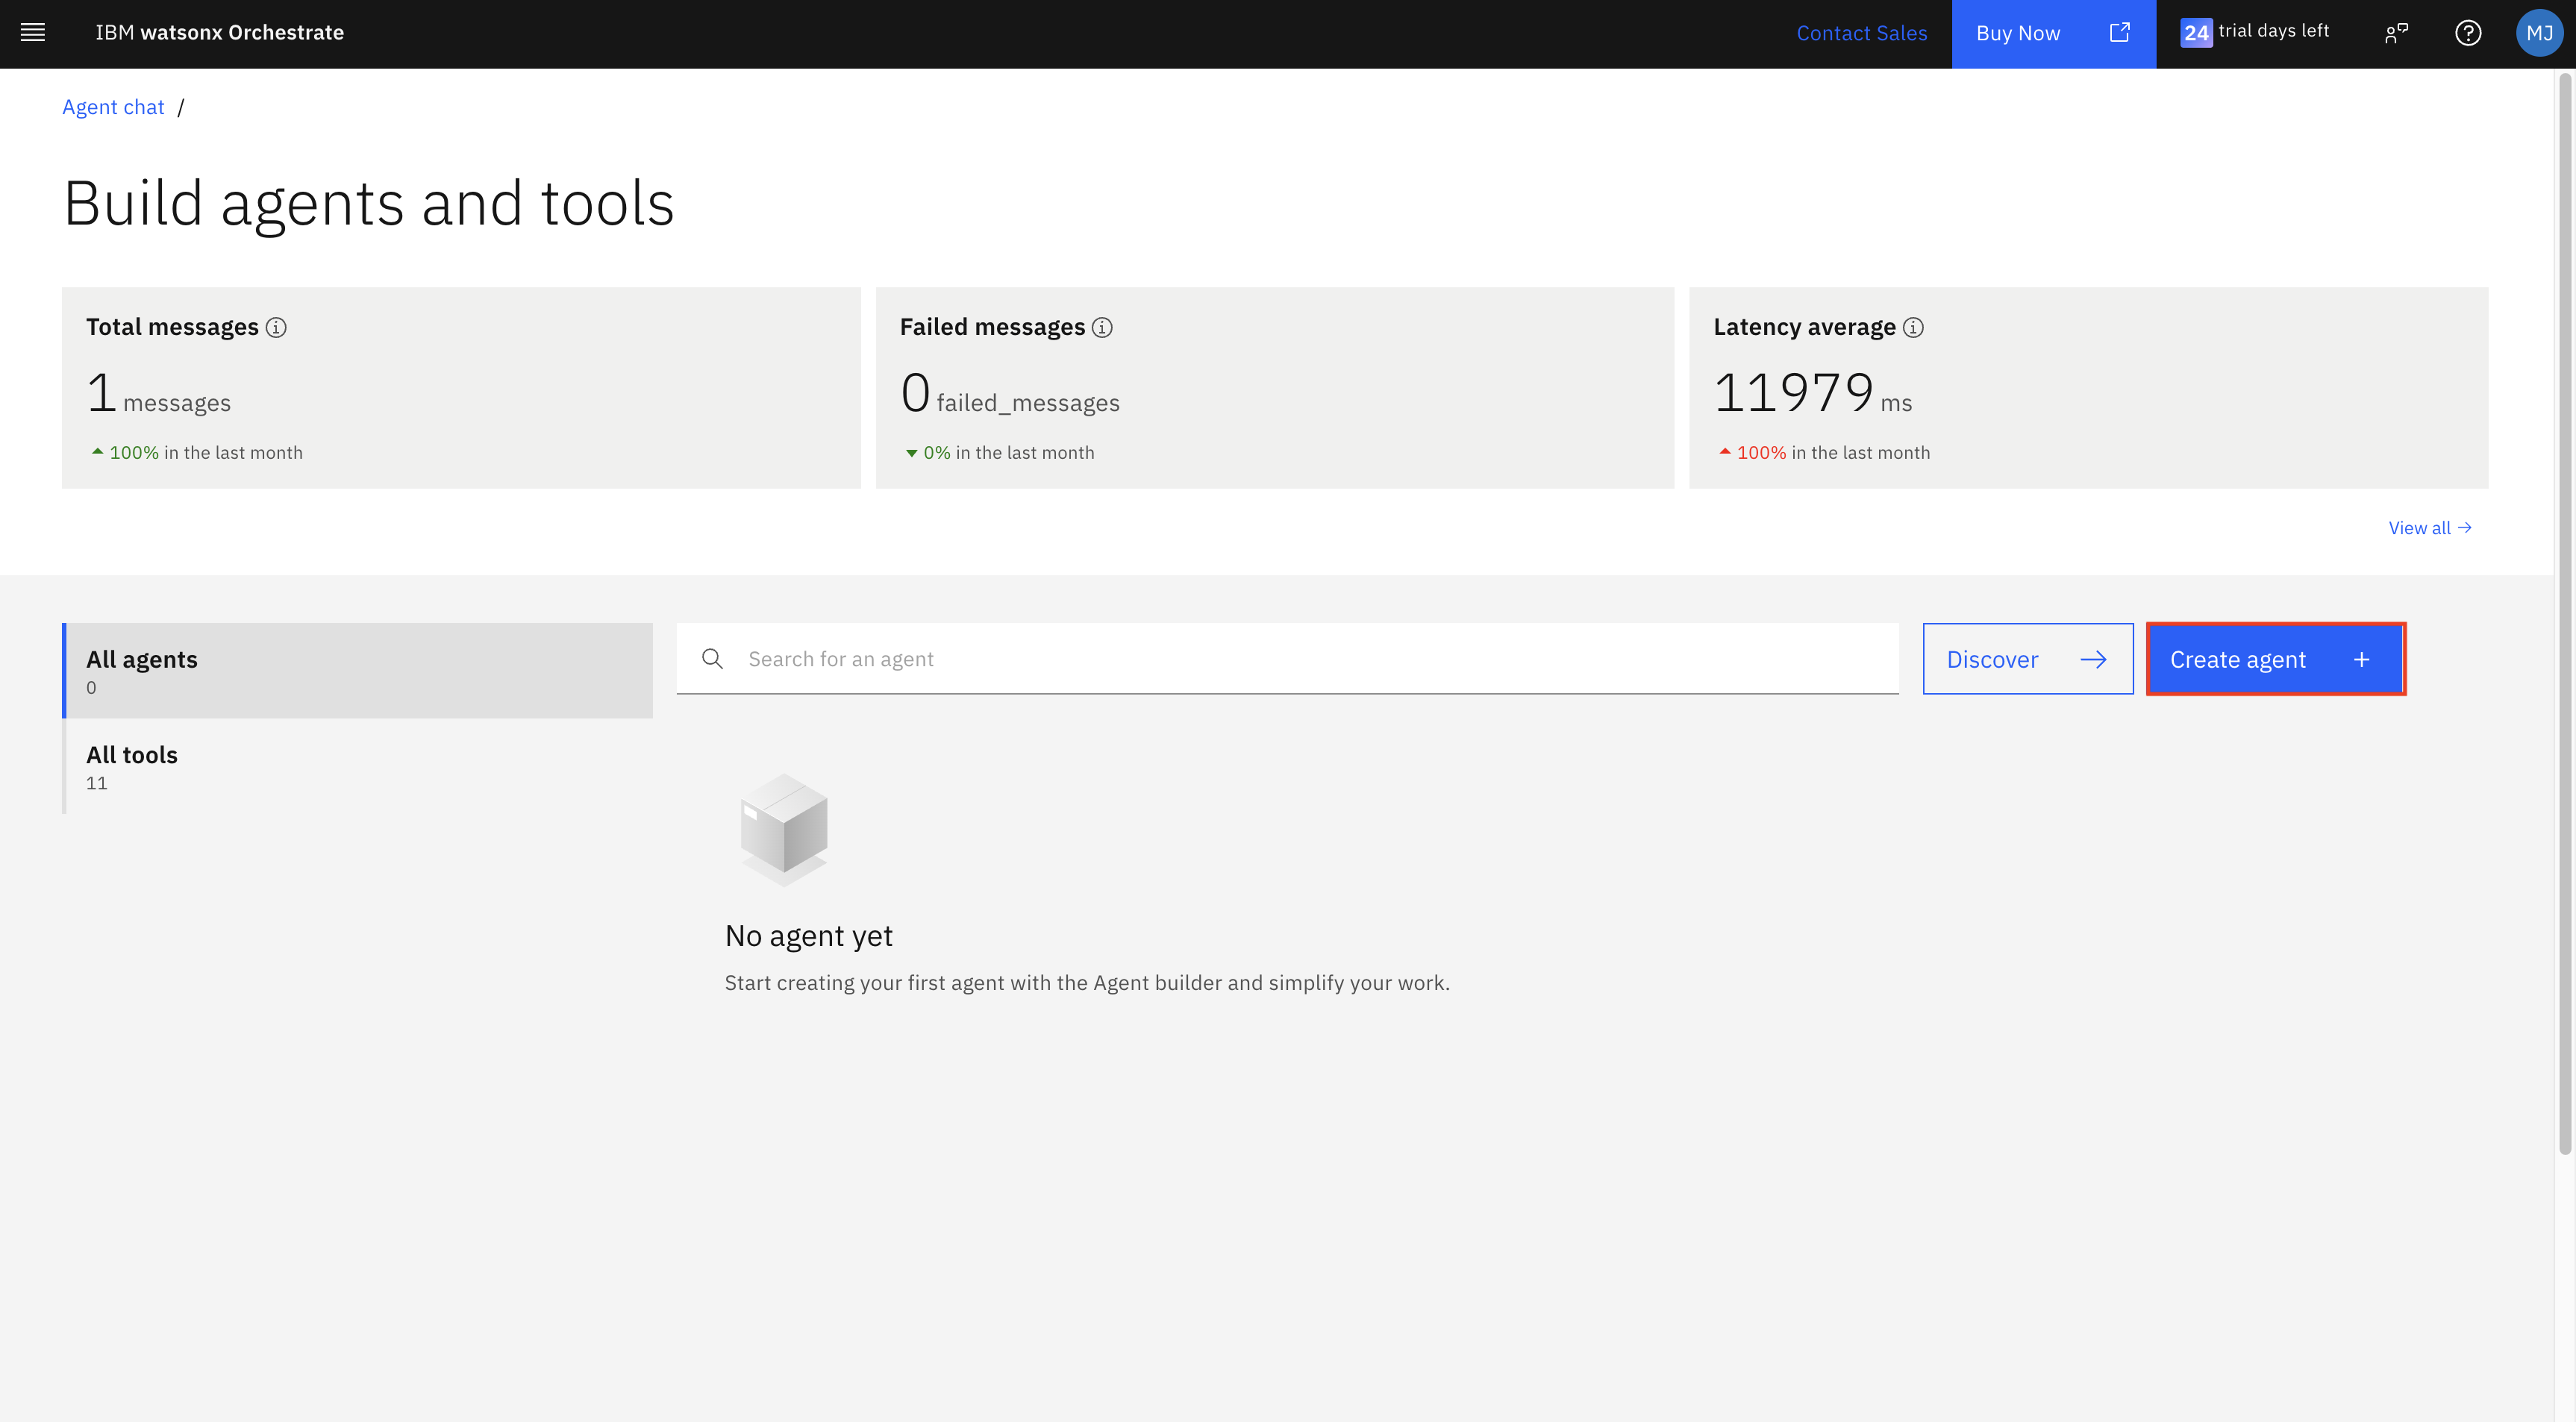 IBM watsonx Orchestrate
Contact Sales
Buy Now
24 trial days left
MJ
Agent chat /
Build agents and tools
Total messages
1 messages
100% in the last month
Failed messages
0 failed_messages
0% in the last month
Latency average
11979 ms
100% in the last month
View all
All agents
0
All tools
11
Search for an agent
Discover
Create agent
No agent yet
Start creating your first agent with the Agent builder and simplify your work.